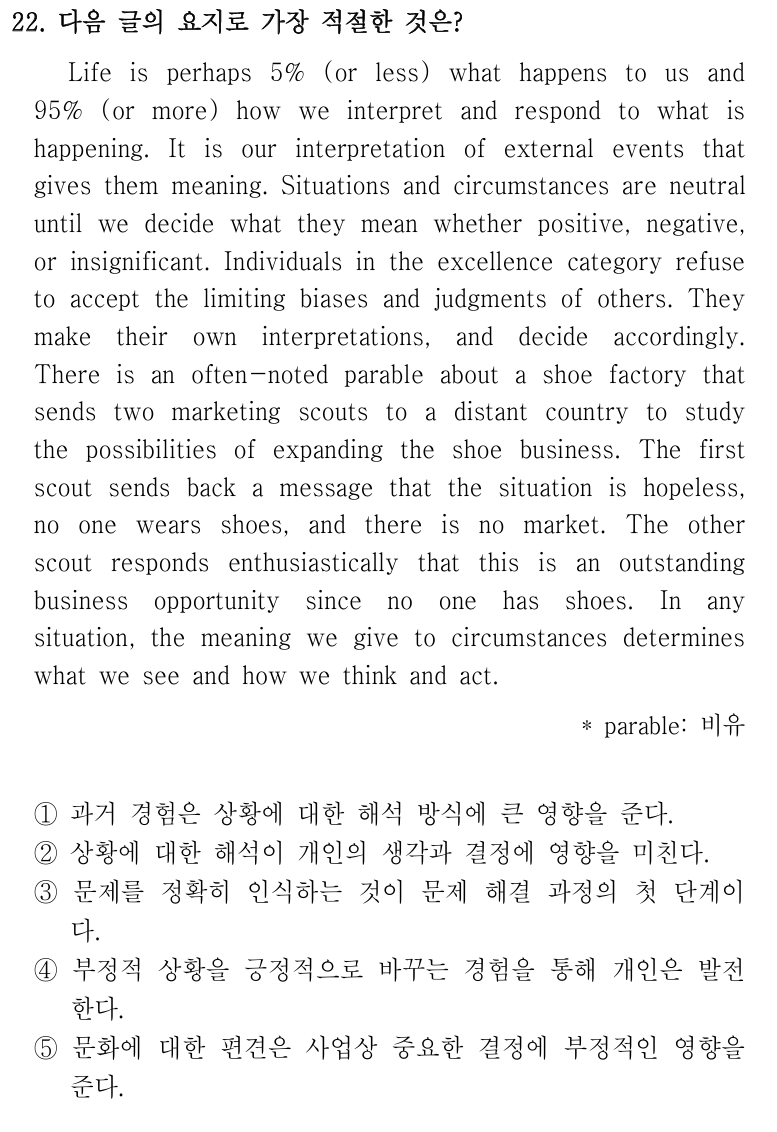 22. 다음 글의 요지로 가장 적절한 것은?
Life is perhaps 5% (or less) what happens to us and
95% (or more) how we interpret and respond to what is
happening. It is our interpretation of external events that
gives them meaning. Situations and circumstances are neutral
until we decide what they mean whether positive, negative,
or insignificant. Individuals in the excellence category refuse
to accept the limiting biases and judgments of others. They
make their own interpretations, and decide accordingly.
There is an often-noted parable about a shoe factory that
sends two marketing scouts to a distant country to study
the possibilities of expanding the shoe business. The first
scout sends back a message that the situation is hopeless,
no one wears shoes, and there is no market. The other
scout responds enthusiastically that this is an outstanding
business opportunity since no one has shoes. In any
situation, the meaning we give to circumstances determines
what we see and how we think and act.
* parable: 비유
① 과거 경험은 상황에 대한 해석 방식에 큰 영향을 준다.
② 상황에 대한 해석이 개인의 생각과 결정에 영향을 미친다.
③ 문제를 정확히 인식하는 것이 문제 해결 과정의 첫 단계이
다.
④ 부정적 상황을 긍정적으로 바꾸는 경험을 통해 개인은 발전
한다.
⑤ 문화에 대한 편견은 사업상 중요한 결정에 부정적인 영향을
준다.